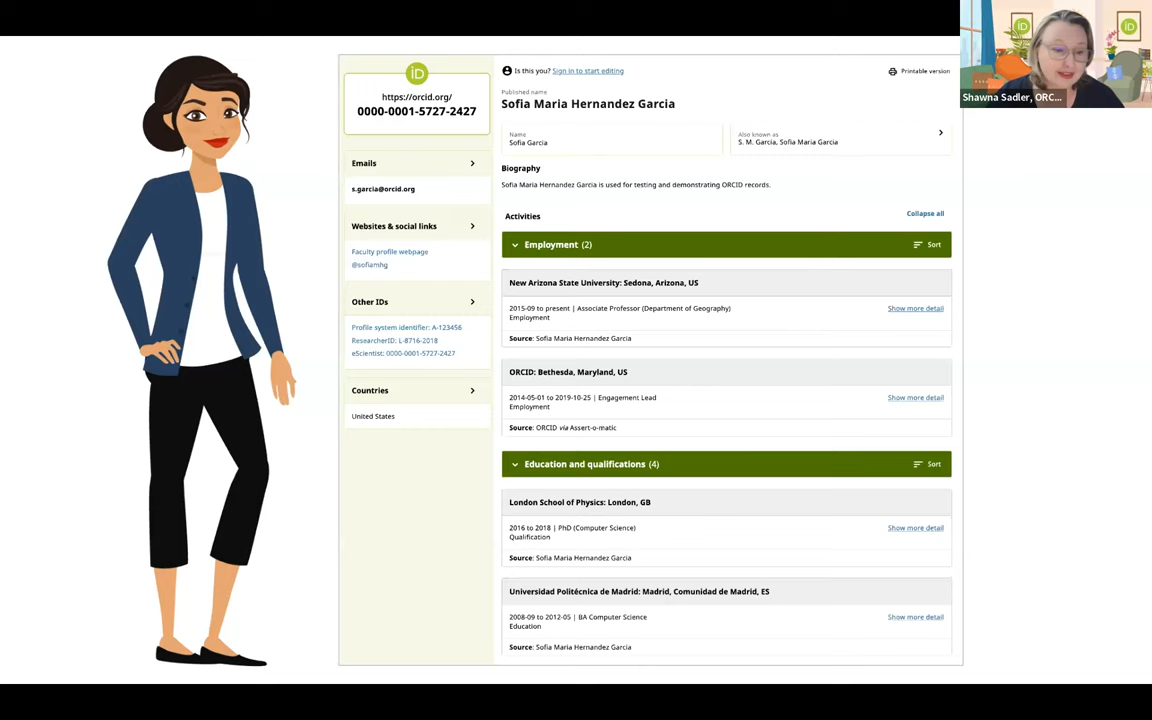 iD
https://orcid.org/
0000-0001-5727-2427
Emails
s.garcia@orcid.org
Websites & social links
Faculty profile webpage
@sofiamhg
Other IDs
Profile system identifier: A-123456
ResearcherID: L-8716-2018
eScientist: 0000-0001-5727-2427
Countries
United States
Is this you? Sign in to start editing
Printable version
Published name
Sofia Maria Hernandez Garcia
Name
Sofia Garcia
Also known as
S. M. Garcia, Sofia Maria Garcia
Biography
Sofia Maria Hernandez Garcia is used for testing and demonstrating ORCID records.
Activities
Collapse all
Employment (2)
Sort
New Arizona State University: Sedona, Arizona, US
2015-09 to present | Associate Professor (Department of Geography)
Show more detail
Employment
Source: Sofia Maria Hernandez Garcia
ORCID: Bethesda, Maryland, US
2014-05-01 to 2019-10-25 | Engagement Lead
Show more detail
Employment
Source: ORCID via Assert-o-matic
Education and qualifications (4)
Sort
London School of Physics: London, GB
2016 to 2018 | PhD (Computer Science)
Show more detail
Qualification
Source: Sofia Maria Hernandez Garcia
Universidad Politécnica de Madrid: Madrid, Comunidad de Madrid, ES
2008-09 to 2012-05 | BA Computer Science
Show more detail
Education
Source: Sofia Maria Hernandez Garcia
iD
iD
Shawna Sadler, ORC...